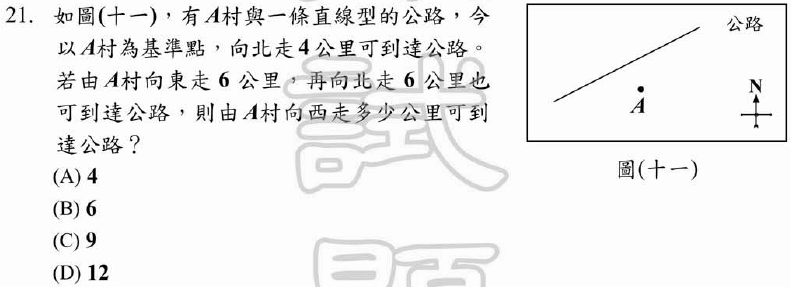 21. 如圖(十一)，有A村與一條直線型的公路，今
以A村為基準點，向北走4公里可到達公路。
若由A村向東走 6 公里，再向北走 6 公里也
可到達公路，則由A村向西走多少公里可到
達公路？
(A) 4
(B) 6
(C) 9
(D) 12
公路
A
N
圖(十一)
試
題